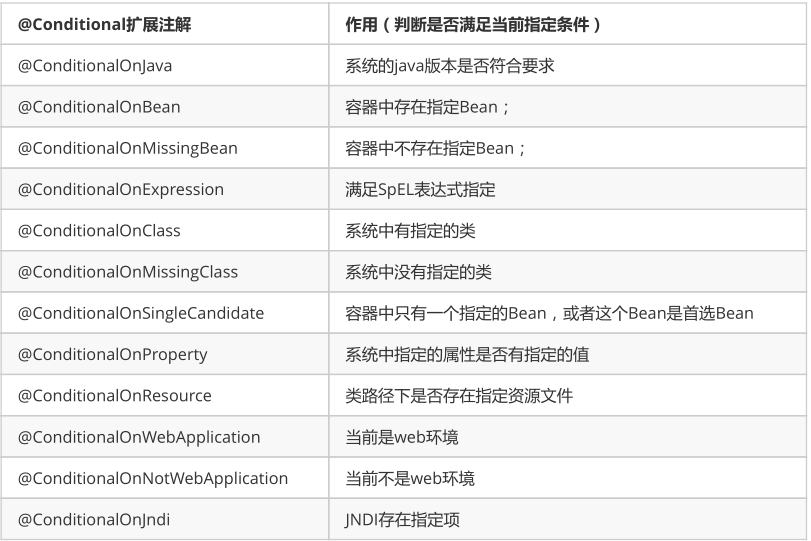 @Conditional扩展注解 作用（判断是否满足当前指定条件）
@ConditionalOnJava 系统的java版本是否符合要求
@ConditionalOnBean 容器中存在指定Bean；
@ConditionalOnMissingBean 容器中不存在指定Bean；
@ConditionalOnExpression 满足SpEL表达式指定
@ConditionalOnClass 系统中有指定的类
@ConditionalOnMissingClass 系统中没有指定的类
@ConditionalOnSingleCandidate 容器中只有一个指定的Bean，或者这个Bean是首选Bean
@ConditionalOnProperty 系统中指定的属性是否有指定的值
@ConditionalOnResource 类路径下是否存在指定资源文件
@ConditionalOnWebApplication 当前是web环境
@ConditionalOnNotWebApplication 当前不是web环境
@ConditionalOnJndi JNDI存在指定项